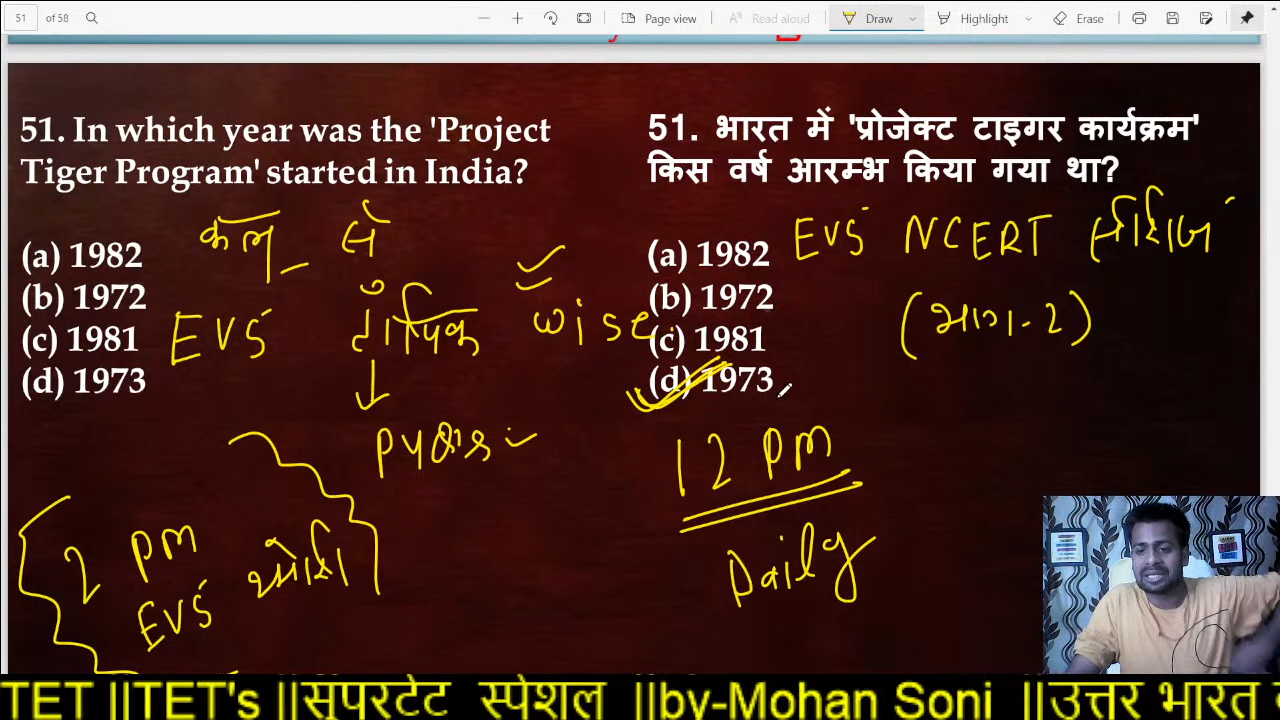 51 of 58 Page view Read aloud Draw Highlight Erase
51. In which year was the 'Project
Tiger Program' started in India?
(a) 1982
(b) 1972
(c) 1981
(d) 1973
कल से
EVS टॉपिक wise
2 PM
EVS
51. भारत में 'प्रोजेक्ट टाइगर कार्यक्रम'
किस वर्ष आरम्भ किया गया था?
(a) 1982
(b) 1972
(c) 1981
(d) 1973
EVS NCERT सीरीज
(भाग-2)
12 PM
Daily
TET ||TET's ||सुपरटेट स्पेशल ||by-Mohan Soni ||उत्तर भारत